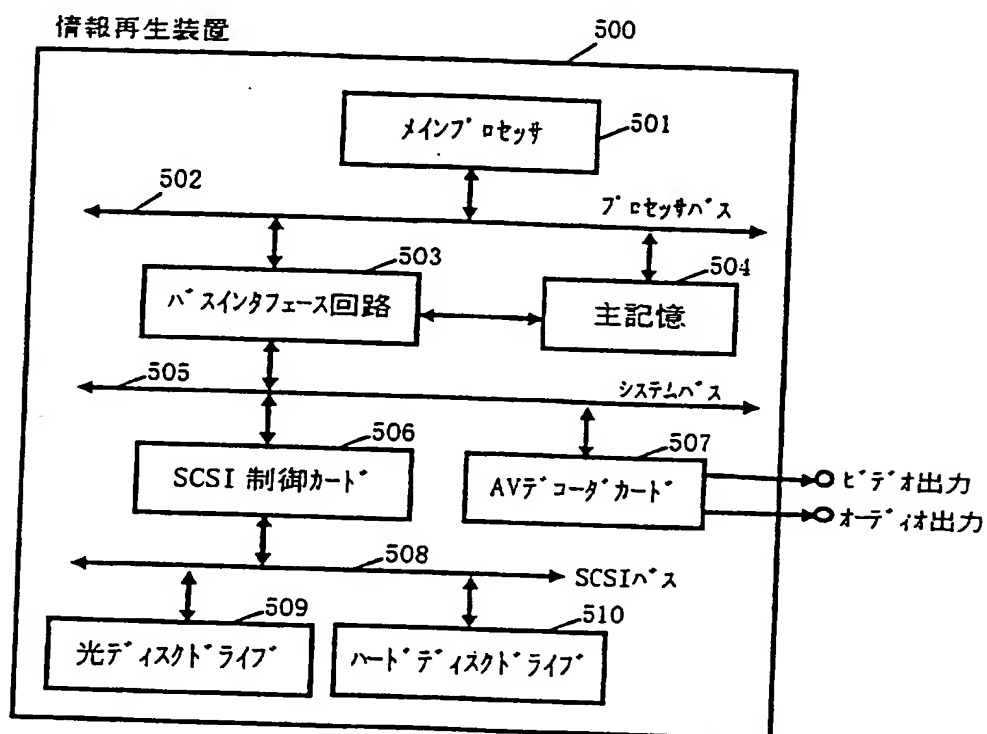 情報再生装置
500
メインプロセッサ
501
502
プロセッサバス
503
504
バスインタフェース回路
主記憶
505
システムバス
506
507
SCSI 制御カード
AVデコーダカード
ビデオ出力
オーディオ出力
508
SCSIバス
509
510
光ディスクドライブ
ハードディスクドライブ